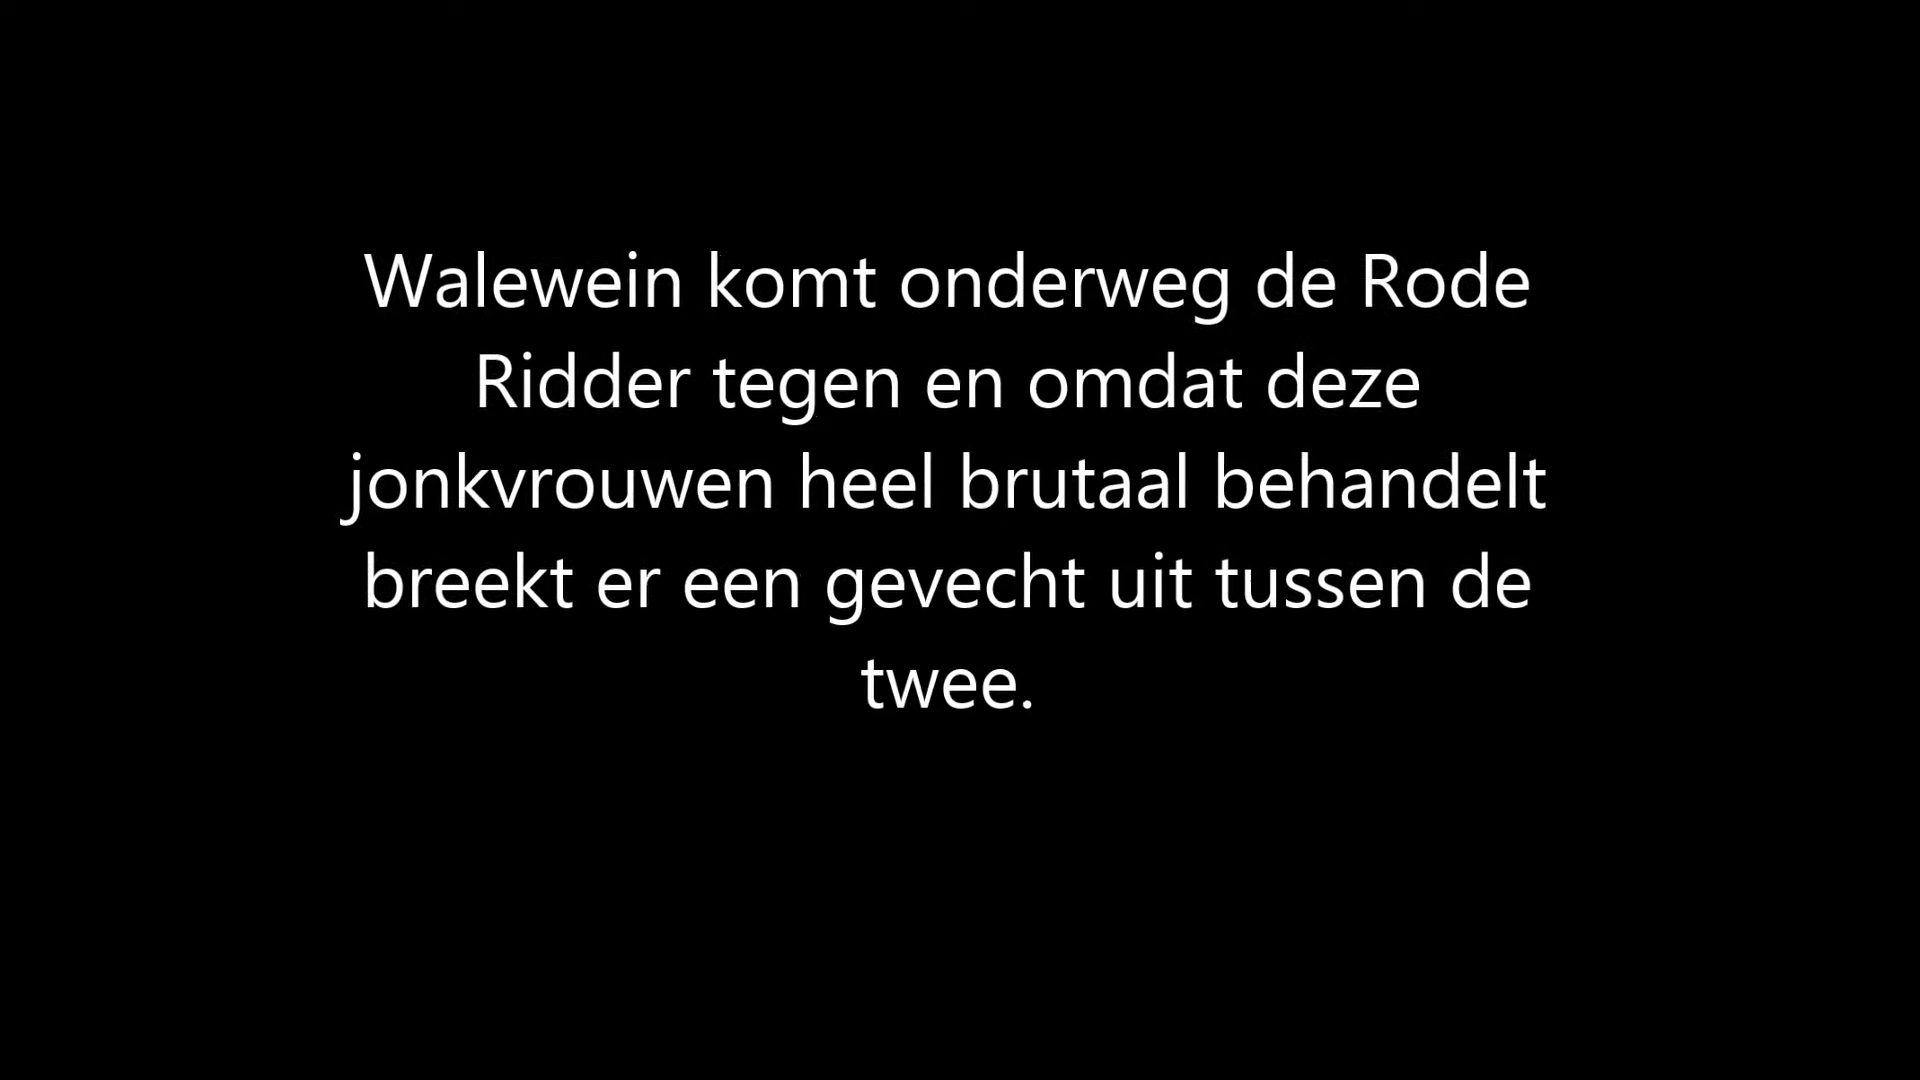 Walewein komt onderweg de Rode
Ridder tegen en omdat deze
jonkvrouwen heel brutaal behandelt
breekt er een gevecht uit tussen de
twee.